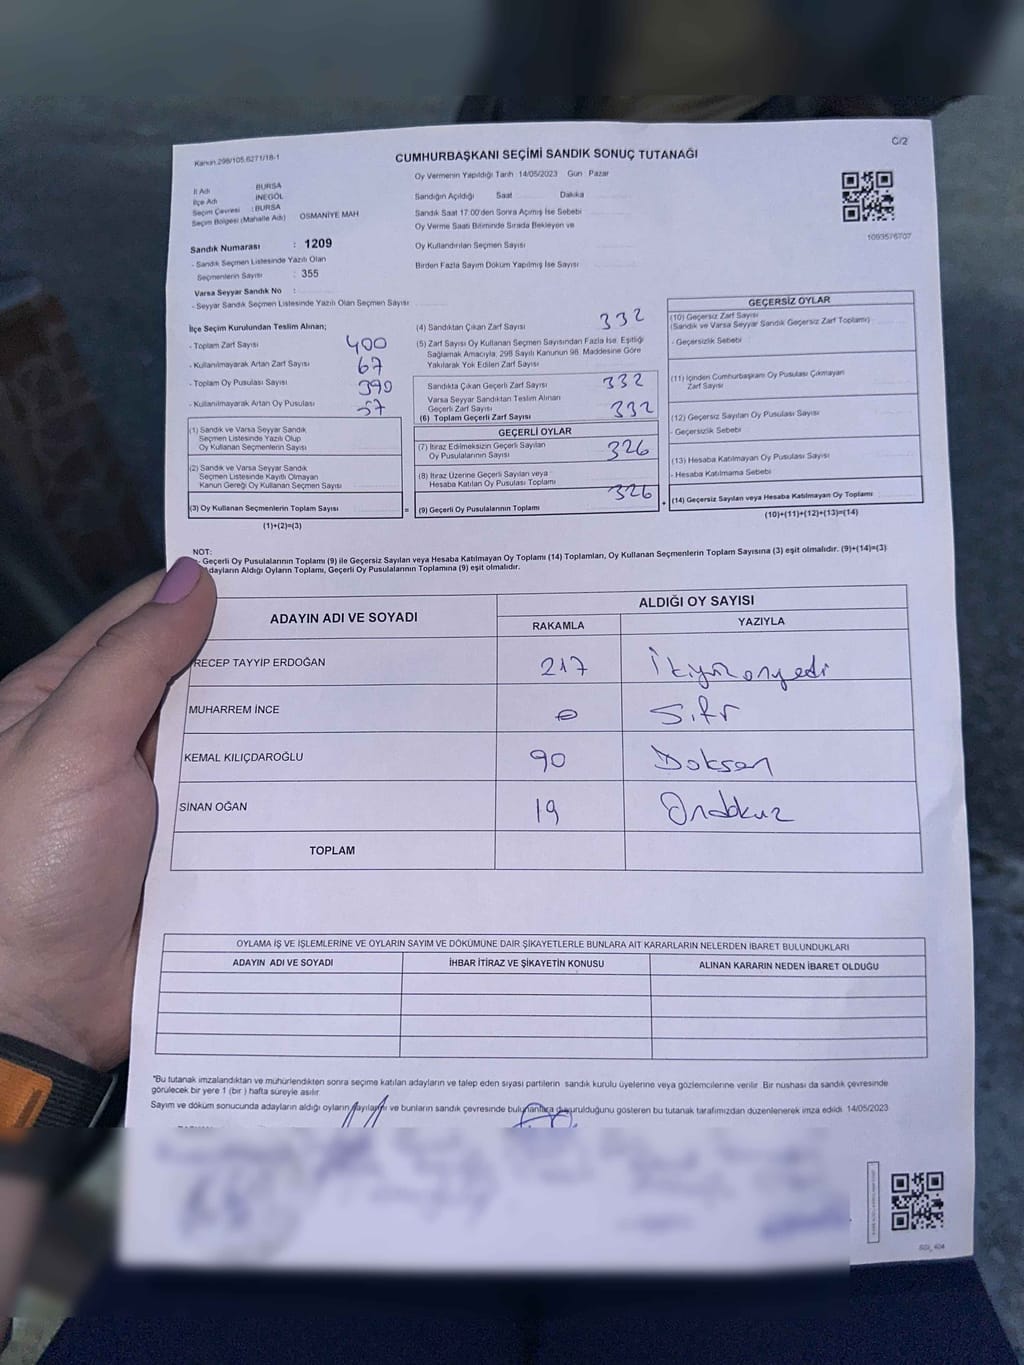 C/2
Kanun.298/105.6271/18-1
CUMHURBAŞKANI SEÇİMİ SANDIK SONUÇ TUTANAĞI
Oy Vermenin Yapıldığı Tarih 14/05/2023 Gün : Pazar
İl Adı BURSA
İlçe Adı İNEGÖL
Seçim Çevresi : BURSA
Seçim Bölgesi (Mahalle Adı) OSMANİYE MAH
Sandık Numarası : 1209
- Sandık Seçmen Listesinde Yazılı Olan
Seçmenlerin Sayısı : 355
Varsa Seyyar Sandık No :
- Seyyar Sandık Seçmen Listesinde Yazılı Olan Seçmen Sayısı
Sandığın Açıldığı Saat Dakika
Sandık Saat 17:00'den Sonra Açılmış İse Sebebi
Oy Verme Saati Bitiminde Sırada Bekleyen ve
Oy Kullandırılan Seçmen Sayısı
Birden Fazla Sayım Döküm Yapılmış İse Sayısı
1093576707
İlçe Seçim Kurulundan Teslim Alınan;
- Toplam Zarf Sayısı 400
- Kullanılmayarak Artan Zarf Sayısı 67
- Toplam Oy Pusulası Sayısı 390
- Kullanılmayarak Artan Oy Pusulası 57
(1) Sandık ve Varsa Seyyar Sandık
Seçmen Listesinde Yazılı Olup
Oy Kullanan Seçmenlerin Sayısı
(2) Sandık ve Varsa Seyyar Sandık
Seçmen Listesinde Kayıtlı Olmayan
Kanun Gereği Oy Kullanan Seçmen Sayısı
(3) Oy Kullanan Seçmenlerin Toplam Sayısı =
(1)+(2)=(3)
(4) Sandıktan Çıkan Zarf Sayısı 332
(5) Zarf Sayısı Oy Kullanan Seçmen Sayısından Fazla İse, Eşitliği
Sağlamak Amacıyla, 298 Sayılı Kanunun 98. Maddesine Göre
Yakılarak Yok Edilen Zarf Sayısı
Sandıkta Çıkan Geçerli Zarf Sayısı 332
Varsa Seyyar Sandıktan Teslim Alınan
Geçerli Zarf Sayısı
(6) Toplam Geçerli Zarf Sayısı 332
GEÇERLİ OYLAR
(7) İtiraz Edilmeksizin Geçerli Sayılan
Oy Pusulalarının Sayısı 326
(8) İtiraz Üzerine Geçerli Sayılan veya
Hesaba Katılan Oy Pusulası Toplamı
(9) Geçerli Oy Pusulalarının Toplamı 326 +
GEÇERSİZ OYLAR
(10) Geçersiz Zarf Sayısı
(Sandık ve Varsa Seyyar Sandık Geçersiz Zarf Toplamı)
- Geçersizlik Sebebi
(11) İçinden Cumhurbaşkanı Oy Pusulası Çıkmayan
Zarf Sayısı
(12) Geçersiz Sayılan Oy Pusulası Sayısı
- Geçersizlik Sebebi
(13) Hesaba Katılmayan Oy Pusulası Sayısı
- Hesaba Katılmama Sebebi
(14) Geçersiz Sayılan veya Hesaba Katılmayan Oy Toplamı
(10)+(11)+(12)+(13)=(14)
NOT:
- Geçerli Oy Pusulalarının Toplamı (9) ile Geçersiz Sayılan veya Hesaba Katılmayan Oy Toplamı (14) Toplamları, Oy Kullanan Seçmenlerin Toplam Sayısına (3) eşit olmalıdır. (9)+(14)=(3)
Adayların Aldığı Oyların Toplamı, Geçerli Oy Pusulalarının Toplamına (9) eşit olmalıdır.
ADAYIN ADI VE SOYADI ALDIĞI OY SAYISI
RAKAMLA YAZIYLA
RECEP TAYYİP ERDOĞAN 217 İkiyüzonyedi
MUHARREM İNCE 0 Sıfır
KEMAL KILIÇDAROĞLU 90 Doksan
SİNAN OĞAN 19 Ondokuz
TOPLAM
OYLAMA İŞ VE İŞLEMLERİNE VE OYLARIN SAYIM VE DÖKÜMÜNE DAİR ŞİKAYETLERLE BUNLARA AİT KARARLARIN NELERDEN İBARET BULUNDUKLARI
ADAYIN ADI VE SOYADI İHBAR İTİRAZ VE ŞİKAYETİN KONUSU ALINAN KARARIN NEDEN İBARET OLDUĞU
"Bu tutanak imzalandıktan ve mühürlendikten sonra seçime katılan adayların ve talep eden siyasi partilerin sandık kurulu üyelerine veya gözlemcilerine verilir. Bir nüshası da sandık çevresinde
görülecek bir yere 1 (bir ) hafta süreyle asılır.
Sayım ve döküm sonucunda adayların aldığı oyların sayılarını ve bunların sandık çevresinde bulunanlara duyurulduğunu gösteren bu tutanak tarafımızdan düzenlenerek imza edildi 14/05/2023